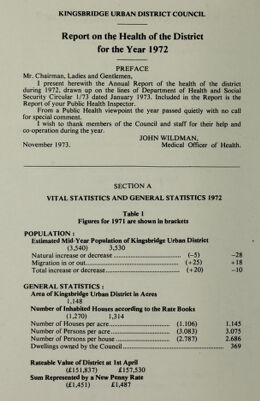 KINGSBRIDGE URBAN DISTRICT COUNCIL
Report on the Health of the District
for the Year 1972
PREFACE
Mr. Chairman, Ladies and Gentlemen,
I present herewith the Annual Report of the health of the district
during 1972, drawn up on the lines of Department of Health and Social
Security Circular 1/73 dated January 1973. Included in the Report is the
Report of your Public Health Inspector.
From a Public Health viewpoint the year passed quietly with no call
for special comment.
I wish to thank members of the Council and staff for their help and
co-operation during the year.
JOHN WILDMAN,
November 1973. Medical Officer of Health.
SECTION A
VITAL STATISTICS AND GENERAL STATISTICS 1972
Table 1
Figures for 1971 are shown in brackets
POPULATION :
Estimated Mid-Year Population of Kingsbridge Urban District
(3,540) 3,530
Natural increase or decrease ... (-5) -28
Migration in or out ... (+25) +18
Total increase or decrease ... (+20) -10
GENERAL STATISTICS :
Area of Kingsbridge Urban District in Acres
1,148
Number of Inhabited Houses according to the Rate Books
(1,270) 1,314
Number of Houses per acre ... (1.106) 1.145
Number of Persons per acre ... (3.083) 3.075
Number of Persons per house ... (2.787) 2.686
Dwellings owned by the Council ... 369
Rateable Value of District at 1st April
(£151,837) £157,530
Sum Represented by a New Penny Rate
(£1,451) £1,487